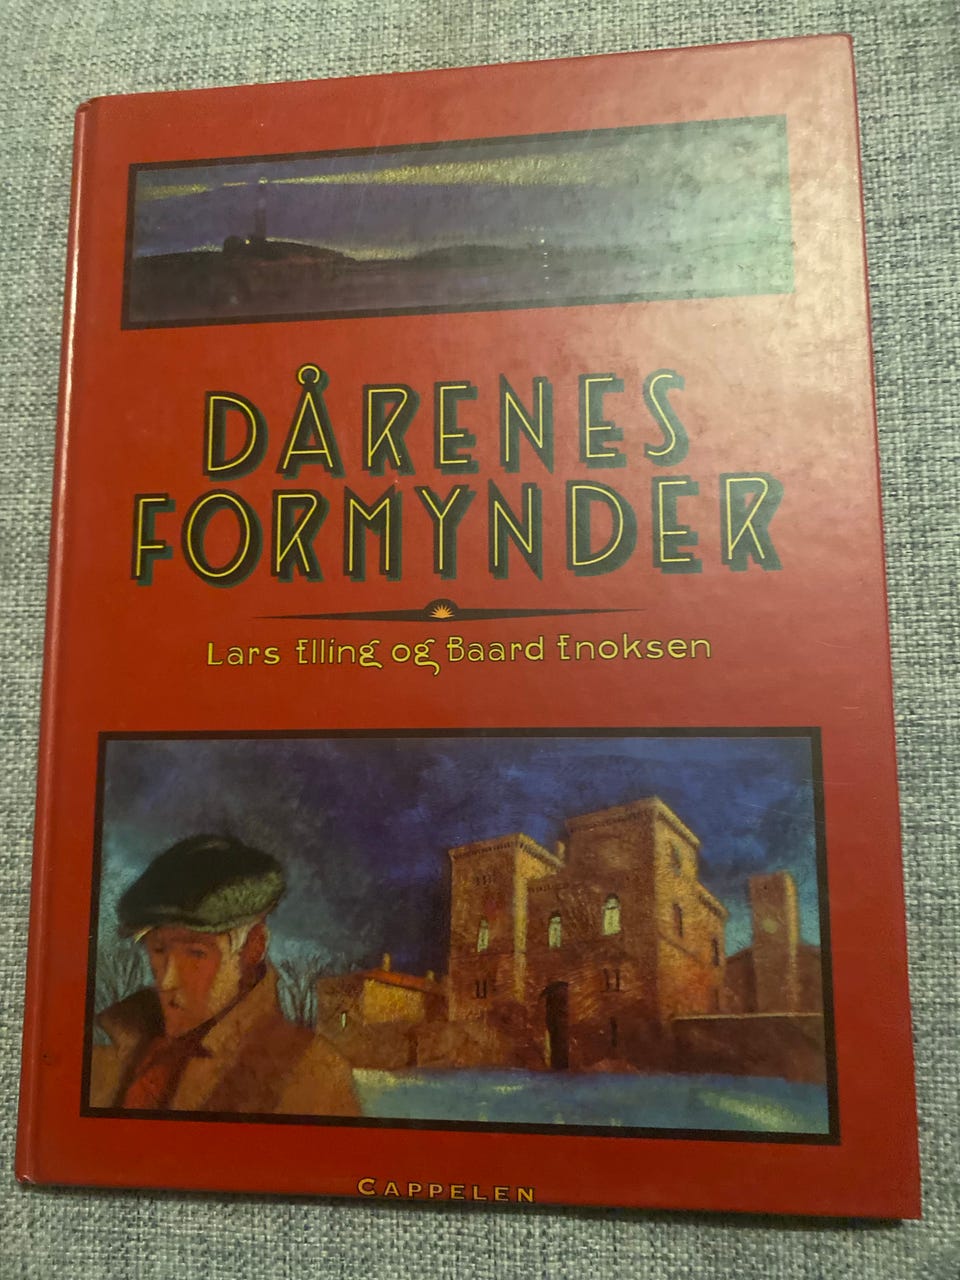 DÅRENES
FORMYNDER
Lars Elling og Baard Enoksen
CAPPELEN